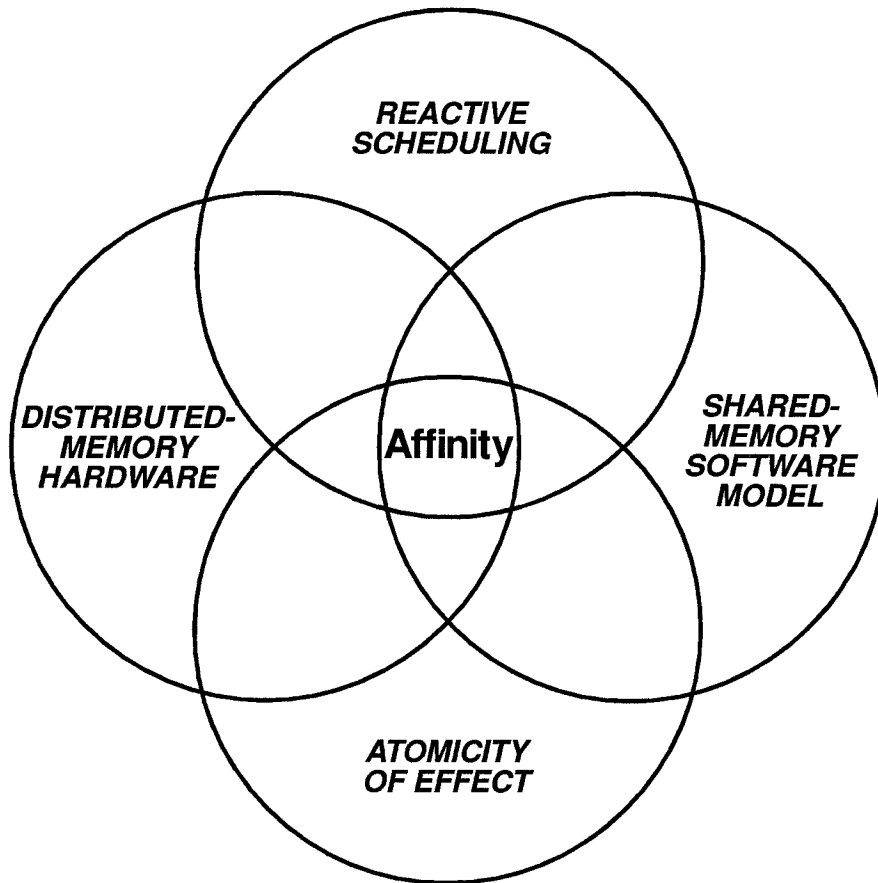 REACTIVE
SCHEDULING
DISTRIBUTED-
MEMORY
HARDWARE
Affinity
SHARED-
MEMORY
SOFTWARE
MODEL
ATOMICITY
OF EFFECT